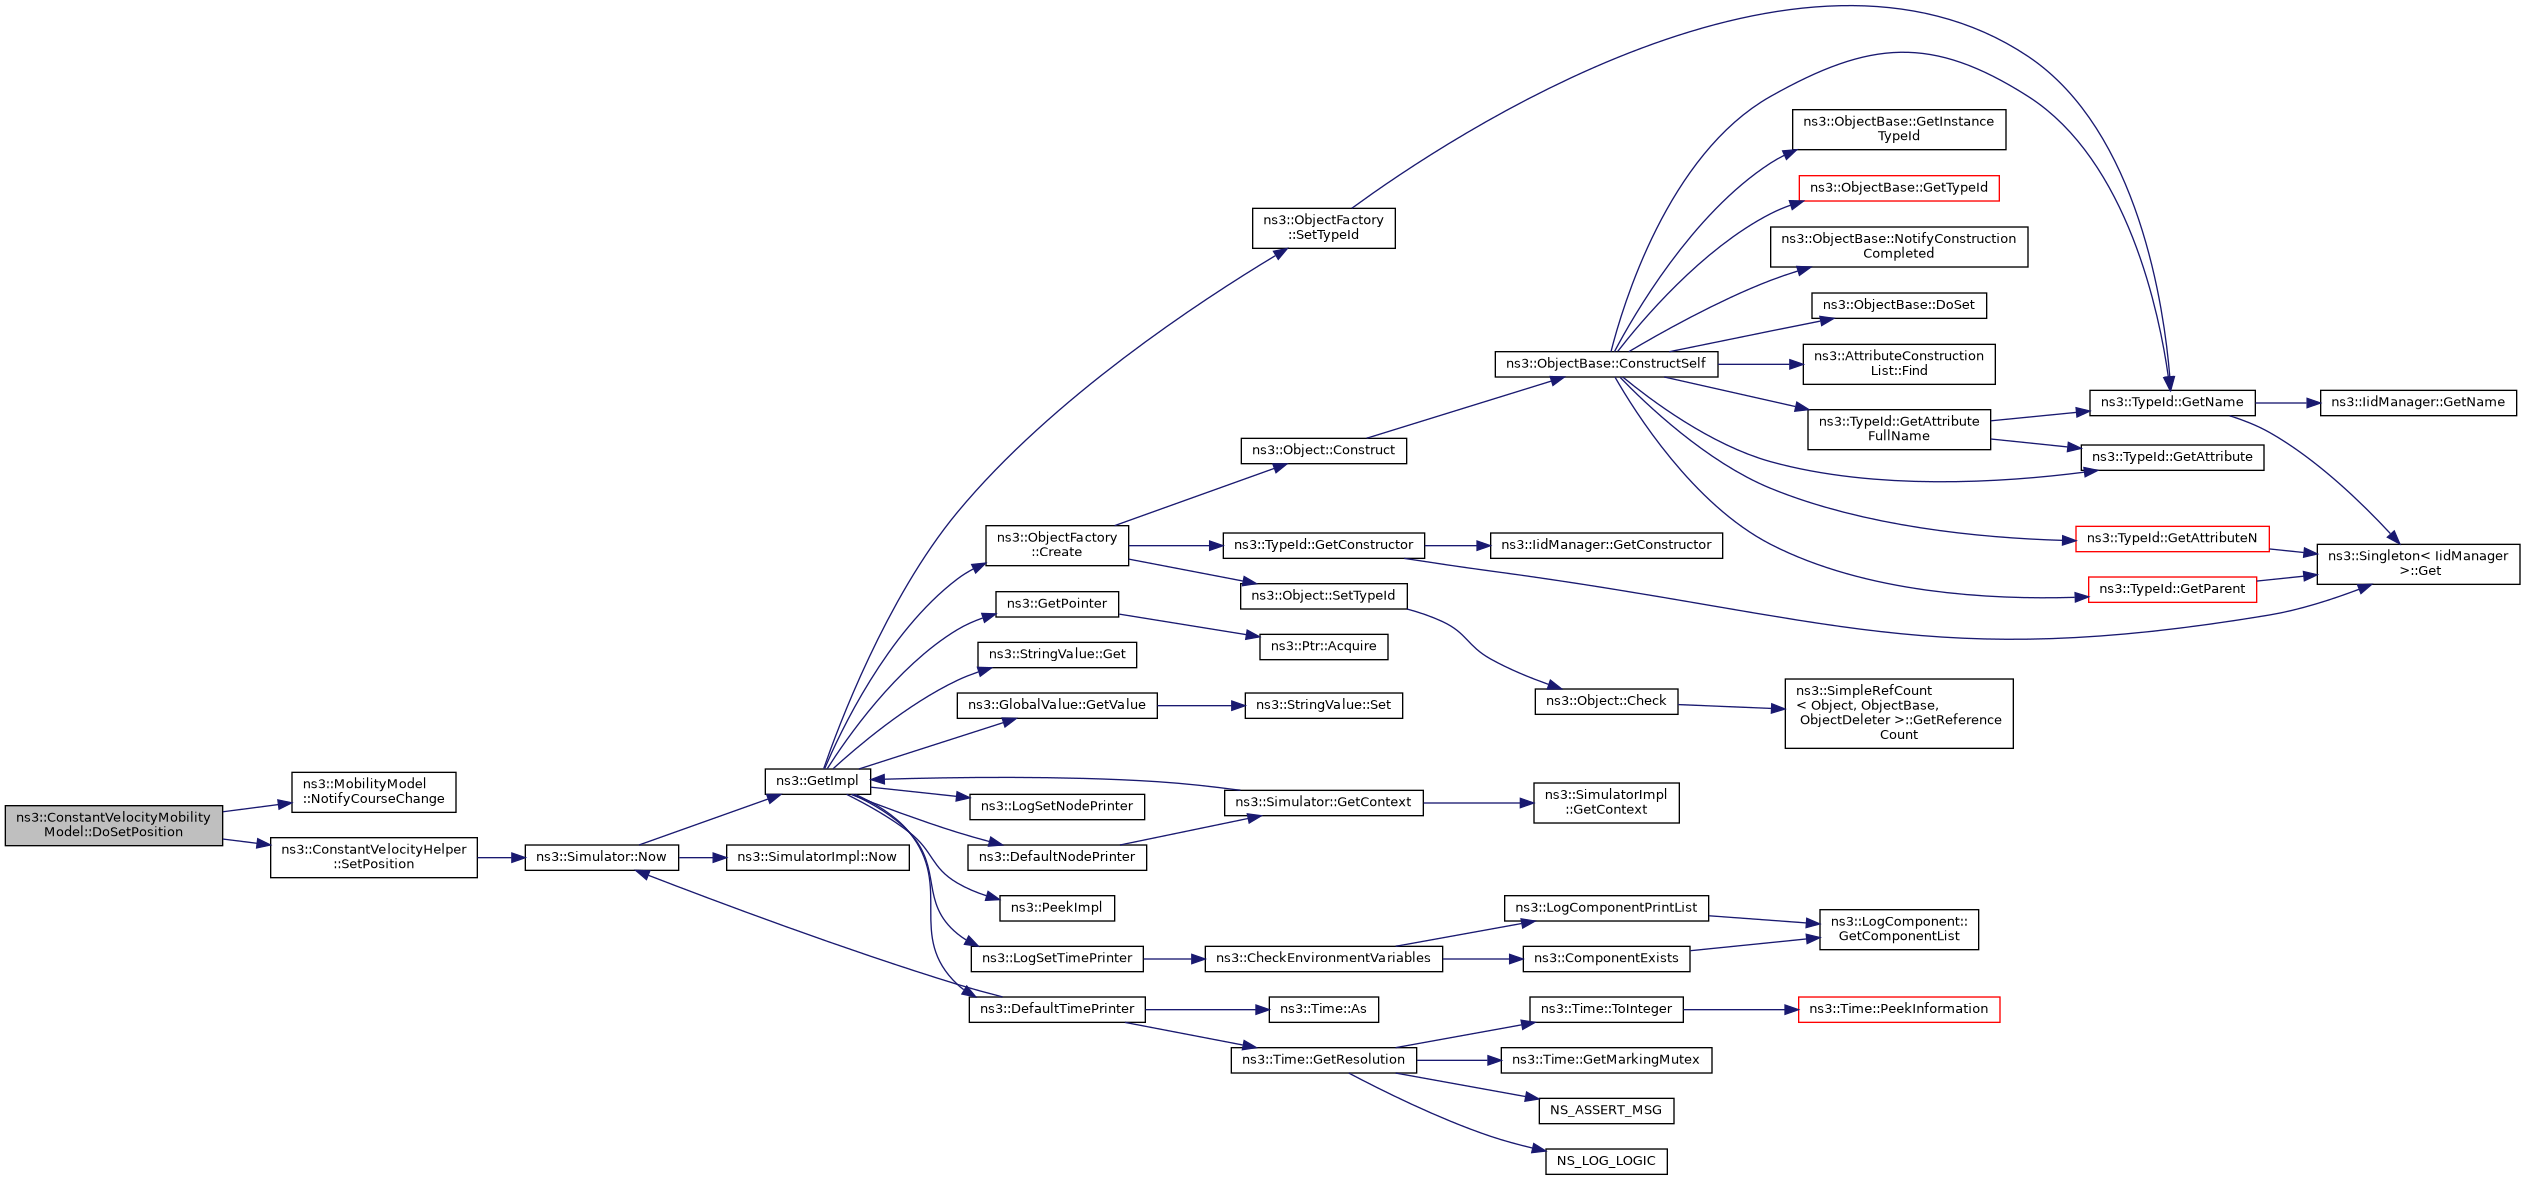 ns3::ConstantVelocityMobility
Model::DoSetPosition
ns3::MobilityModel
::NotifyCourseChange
ns3::ConstantVelocityHelper
::SetPosition
ns3::Simulator::Now
ns3::GetImpl
ns3::SimulatorImpl::Now
ns3::ObjectFactory
::Create
ns3::GetPointer
ns3::StringValue::Get
ns3::GlobalValue::GetValue
ns3::LogSetNodePrinter
ns3::DefaultNodePrinter
ns3::PeekImpl
ns3::LogSetTimePrinter
ns3::DefaultTimePrinter
ns3::ObjectFactory
::SetTypeId
ns3::Object::Construct
ns3::TypeId::GetConstructor
ns3::Object::SetTypeId
ns3::Ptr::Acquire
ns3::StringValue::Set
ns3::Simulator::GetContext
ns3::CheckEnvironmentVariables
ns3::Time::As
ns3::Time::GetResolution
ns3::ObjectBase::ConstructSelf
ns3::IidManager::GetConstructor
ns3::Object::Check
ns3::SimulatorImpl
::GetContext
ns3::LogComponentPrintList
ns3::ComponentExists
ns3::Time::ToInteger
ns3::Time::GetMarkingMutex
NS_ASSERT_MSG
NS_LOG_LOGIC
ns3::ObjectBase::GetInstance
TypeId
ns3::ObjectBase::GetTypeId
ns3::ObjectBase::NotifyConstruction
Completed
ns3::ObjectBase::DoSet
ns3::AttributeConstruction
List::Find
ns3::TypeId::GetAttribute
FullName
ns3::SimpleRefCount
< Object, ObjectBase,
ObjectDeleter >::GetReference
Count
ns3::LogComponent::
GetComponentList
ns3::Time::PeekInformation
ns3::TypeId::GetName
ns3::TypeId::GetAttribute
ns3::TypeId::GetAttributeN
ns3::TypeId::GetParent
ns3::IidManager::GetName
ns3::Singleton< IidManager
>::Get